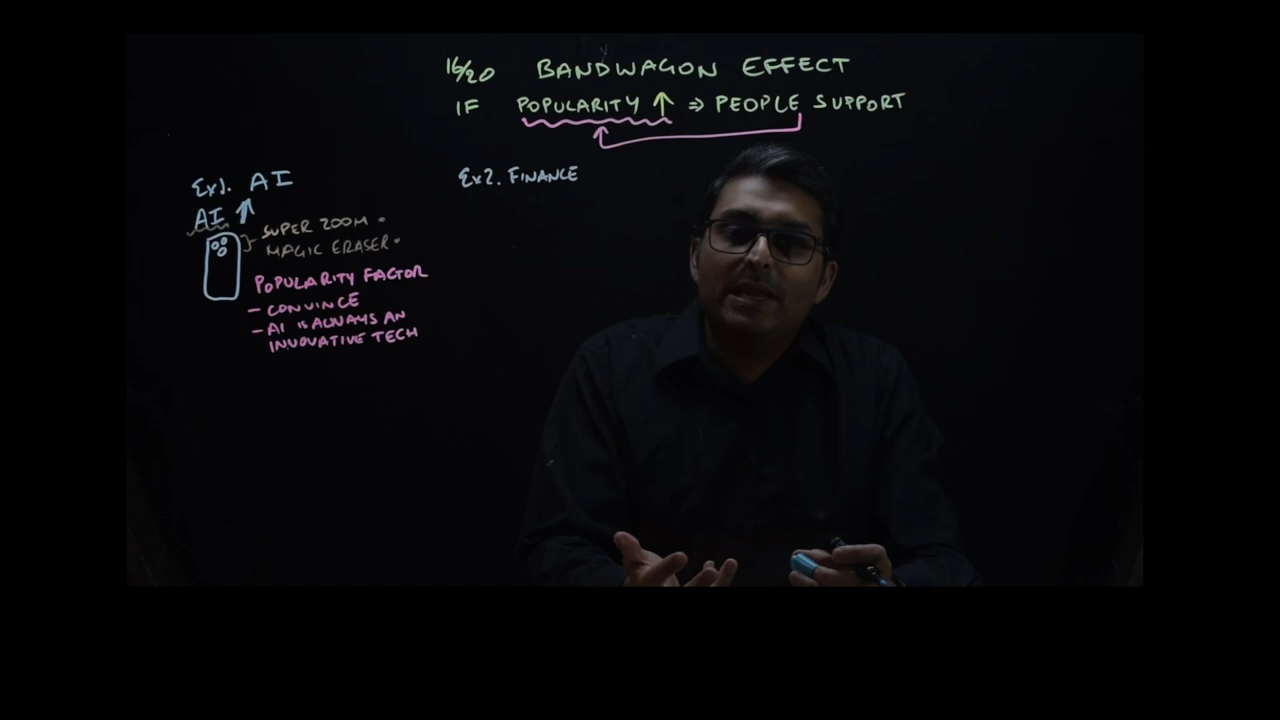 16/20 BANDWAGON EFFECT
IF POPULARITY ↑ ⇒ PEOPLE SUPPORT
Ex1. AI
AI ↑
SUPER ZOOM
MAGIC ERASER
POPULARITY FACTOR
- CONVINCE
- AI IS ALWAYS AN
INNOVATIVE TECH
Ex2. FINANCE